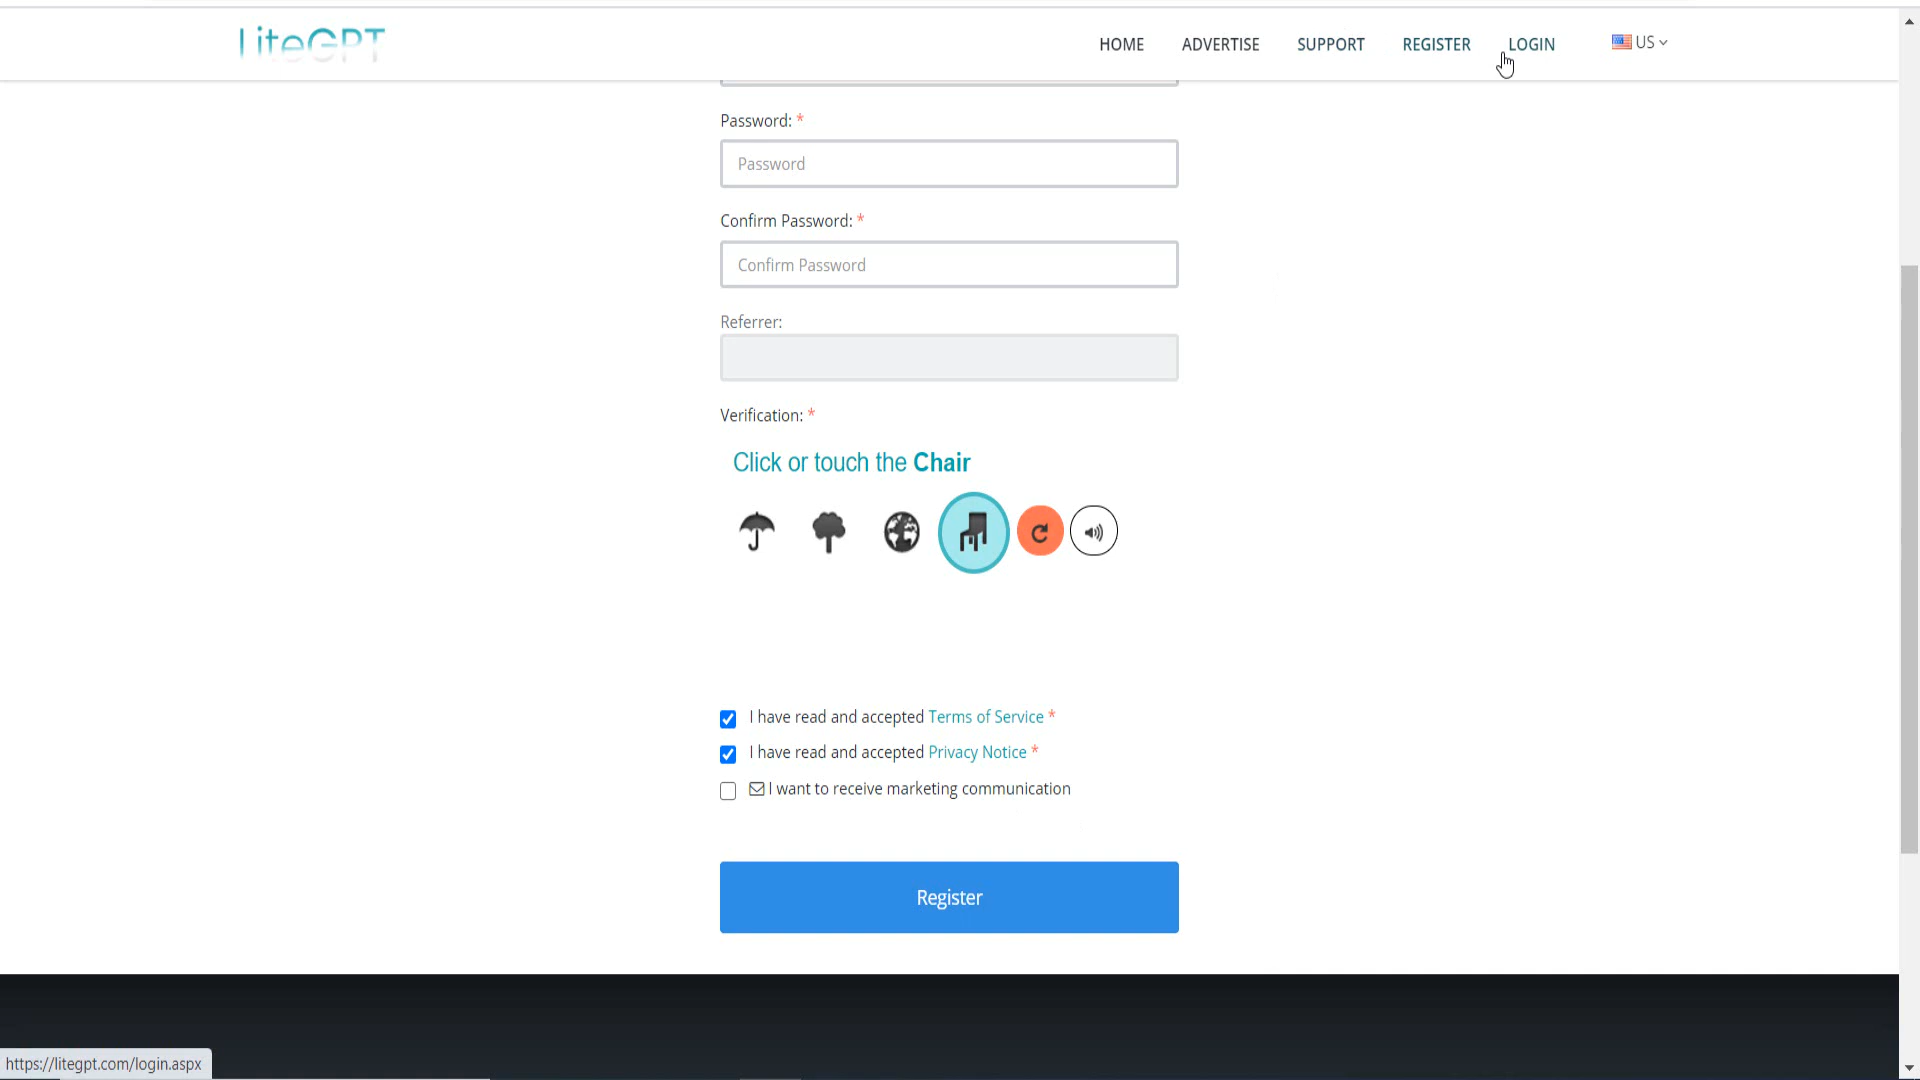 LiteGPT
HOME ADVERTISE SUPPORT REGISTER LOGIN US
Password: *
Password
Confirm Password: *
Confirm Password
Referrer:
Verification: *
Click or touch the Chair
I have read and accepted Terms of Service *
I have read and accepted Privacy Notice *
I want to receive marketing communication
Register
https://litegpt.com/login.aspx